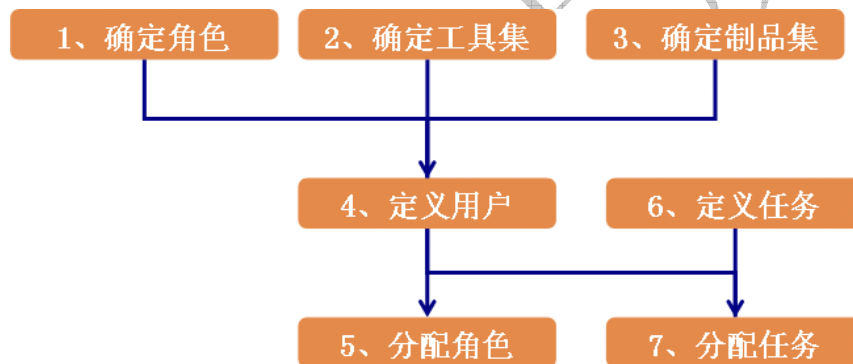 1、确定角色
2、确定工具集
3、确定制品集
4、定义用户
6、定义任务
5、分配角色
7、分配任务